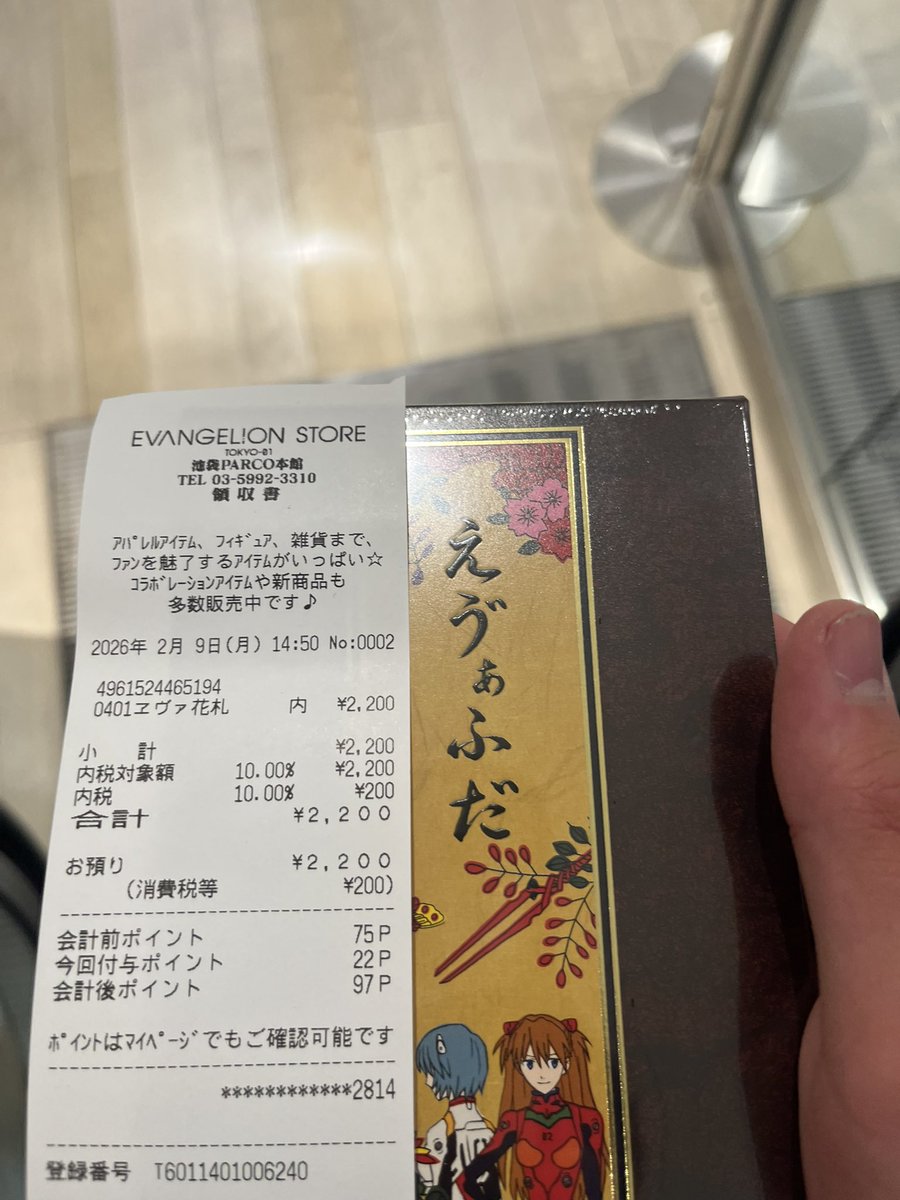 EVANGELION STORE
TOKYO-01
池袋PARCO本館
TEL 03-5992-3310
領収書
ｱﾊﾟﾚﾙｱｲﾃﾑ、ﾌｨｷﾞｭｱ、雑貨まで、
ﾌｧﾝを魅了するｱｲﾃﾑがいっぱい☆
ｺﾗﾎﾞﾚｰｼｮﾝｱｲﾃﾑや新商品も
多数販売中です♪
2026年 2月 9日(月) 14:50 No:0002
4961524465194
0401ヱヴァ花札 内 ¥2,200
小計 ¥2,200
内税対象額 10.00% ¥2,200
内税 10.00% ¥200
合計 ¥2,200
お預り ¥2,200
(消費税等 ¥200)
会計前ポイント 75P
今回付与ポイント 22P
会計後ポイント 97P
ﾎﾟｲﾝﾄはﾏｲﾍﾟｰｼﾞでもご確認可能です
************2814
登録番号 T6011401006240
えゔぁふだ
02